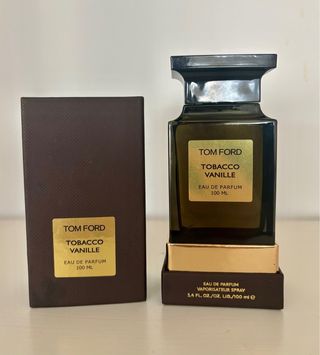 TOM FORD
TOBACCO
VANILLE
EAU DE PARFUM
100 ML
TOM FORD
TOBACCO
VANILLE
EAU DE PARFUM
100 ML
EAU DE PARFUM
VAPORISATEUR SPRAY
3.4 FL. OZ./OZ. LIQ./100 ml ℮